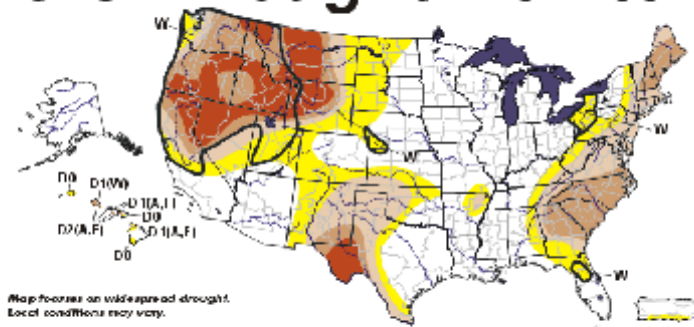 W
W
W
W
D0
D1(W)
D1(A,F)
D0
D2(A,F)
D1(A,F)
D0
Map focuses on widespread drought.
Local conditions may vary.